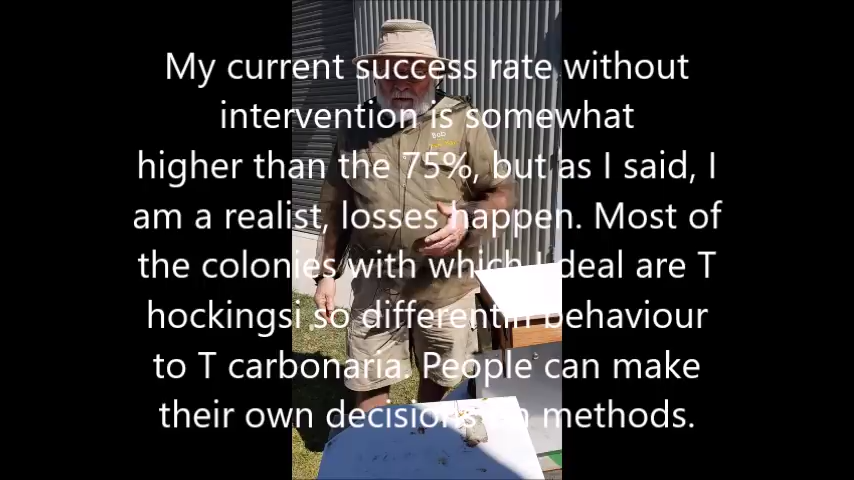 My current success rate without
intervention is somewhat
higher than the 75%, but as I said, I
am a realist, losses happen. Most of
the colonies with which I deal are T
hockingsi so different in behaviour
to T carbonaria. People can make
their own decisions on methods.
Bob